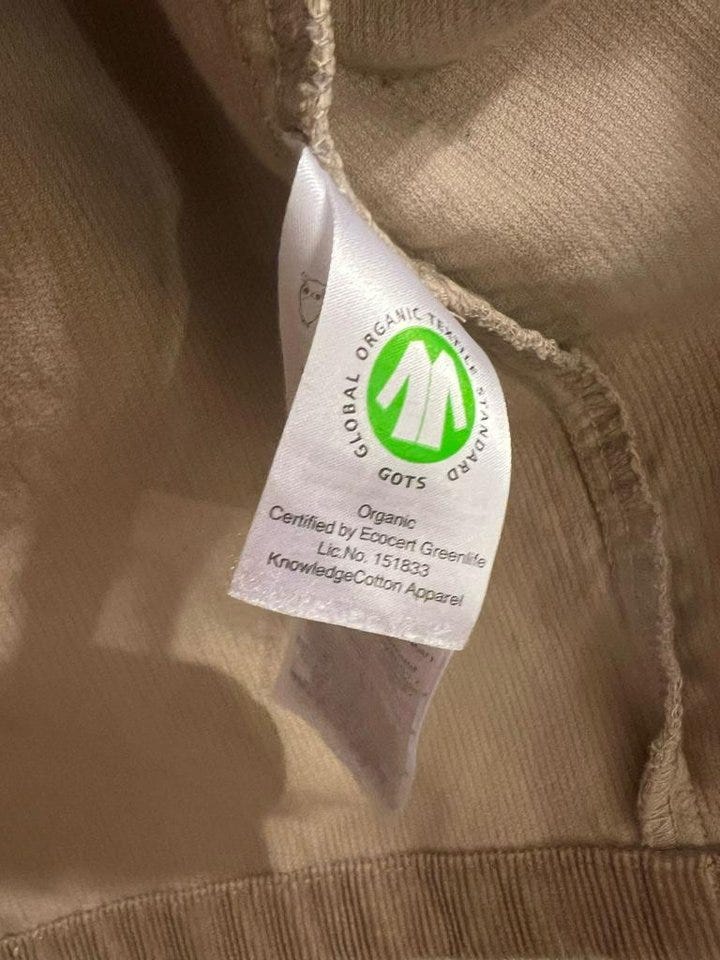 GLOBAL ORGANIC TEXTILE STANDARD
GOTS
Organic
Certified by Ecocert Greenlife
Lic.No. 151833
KnowledgeCotton Apparel